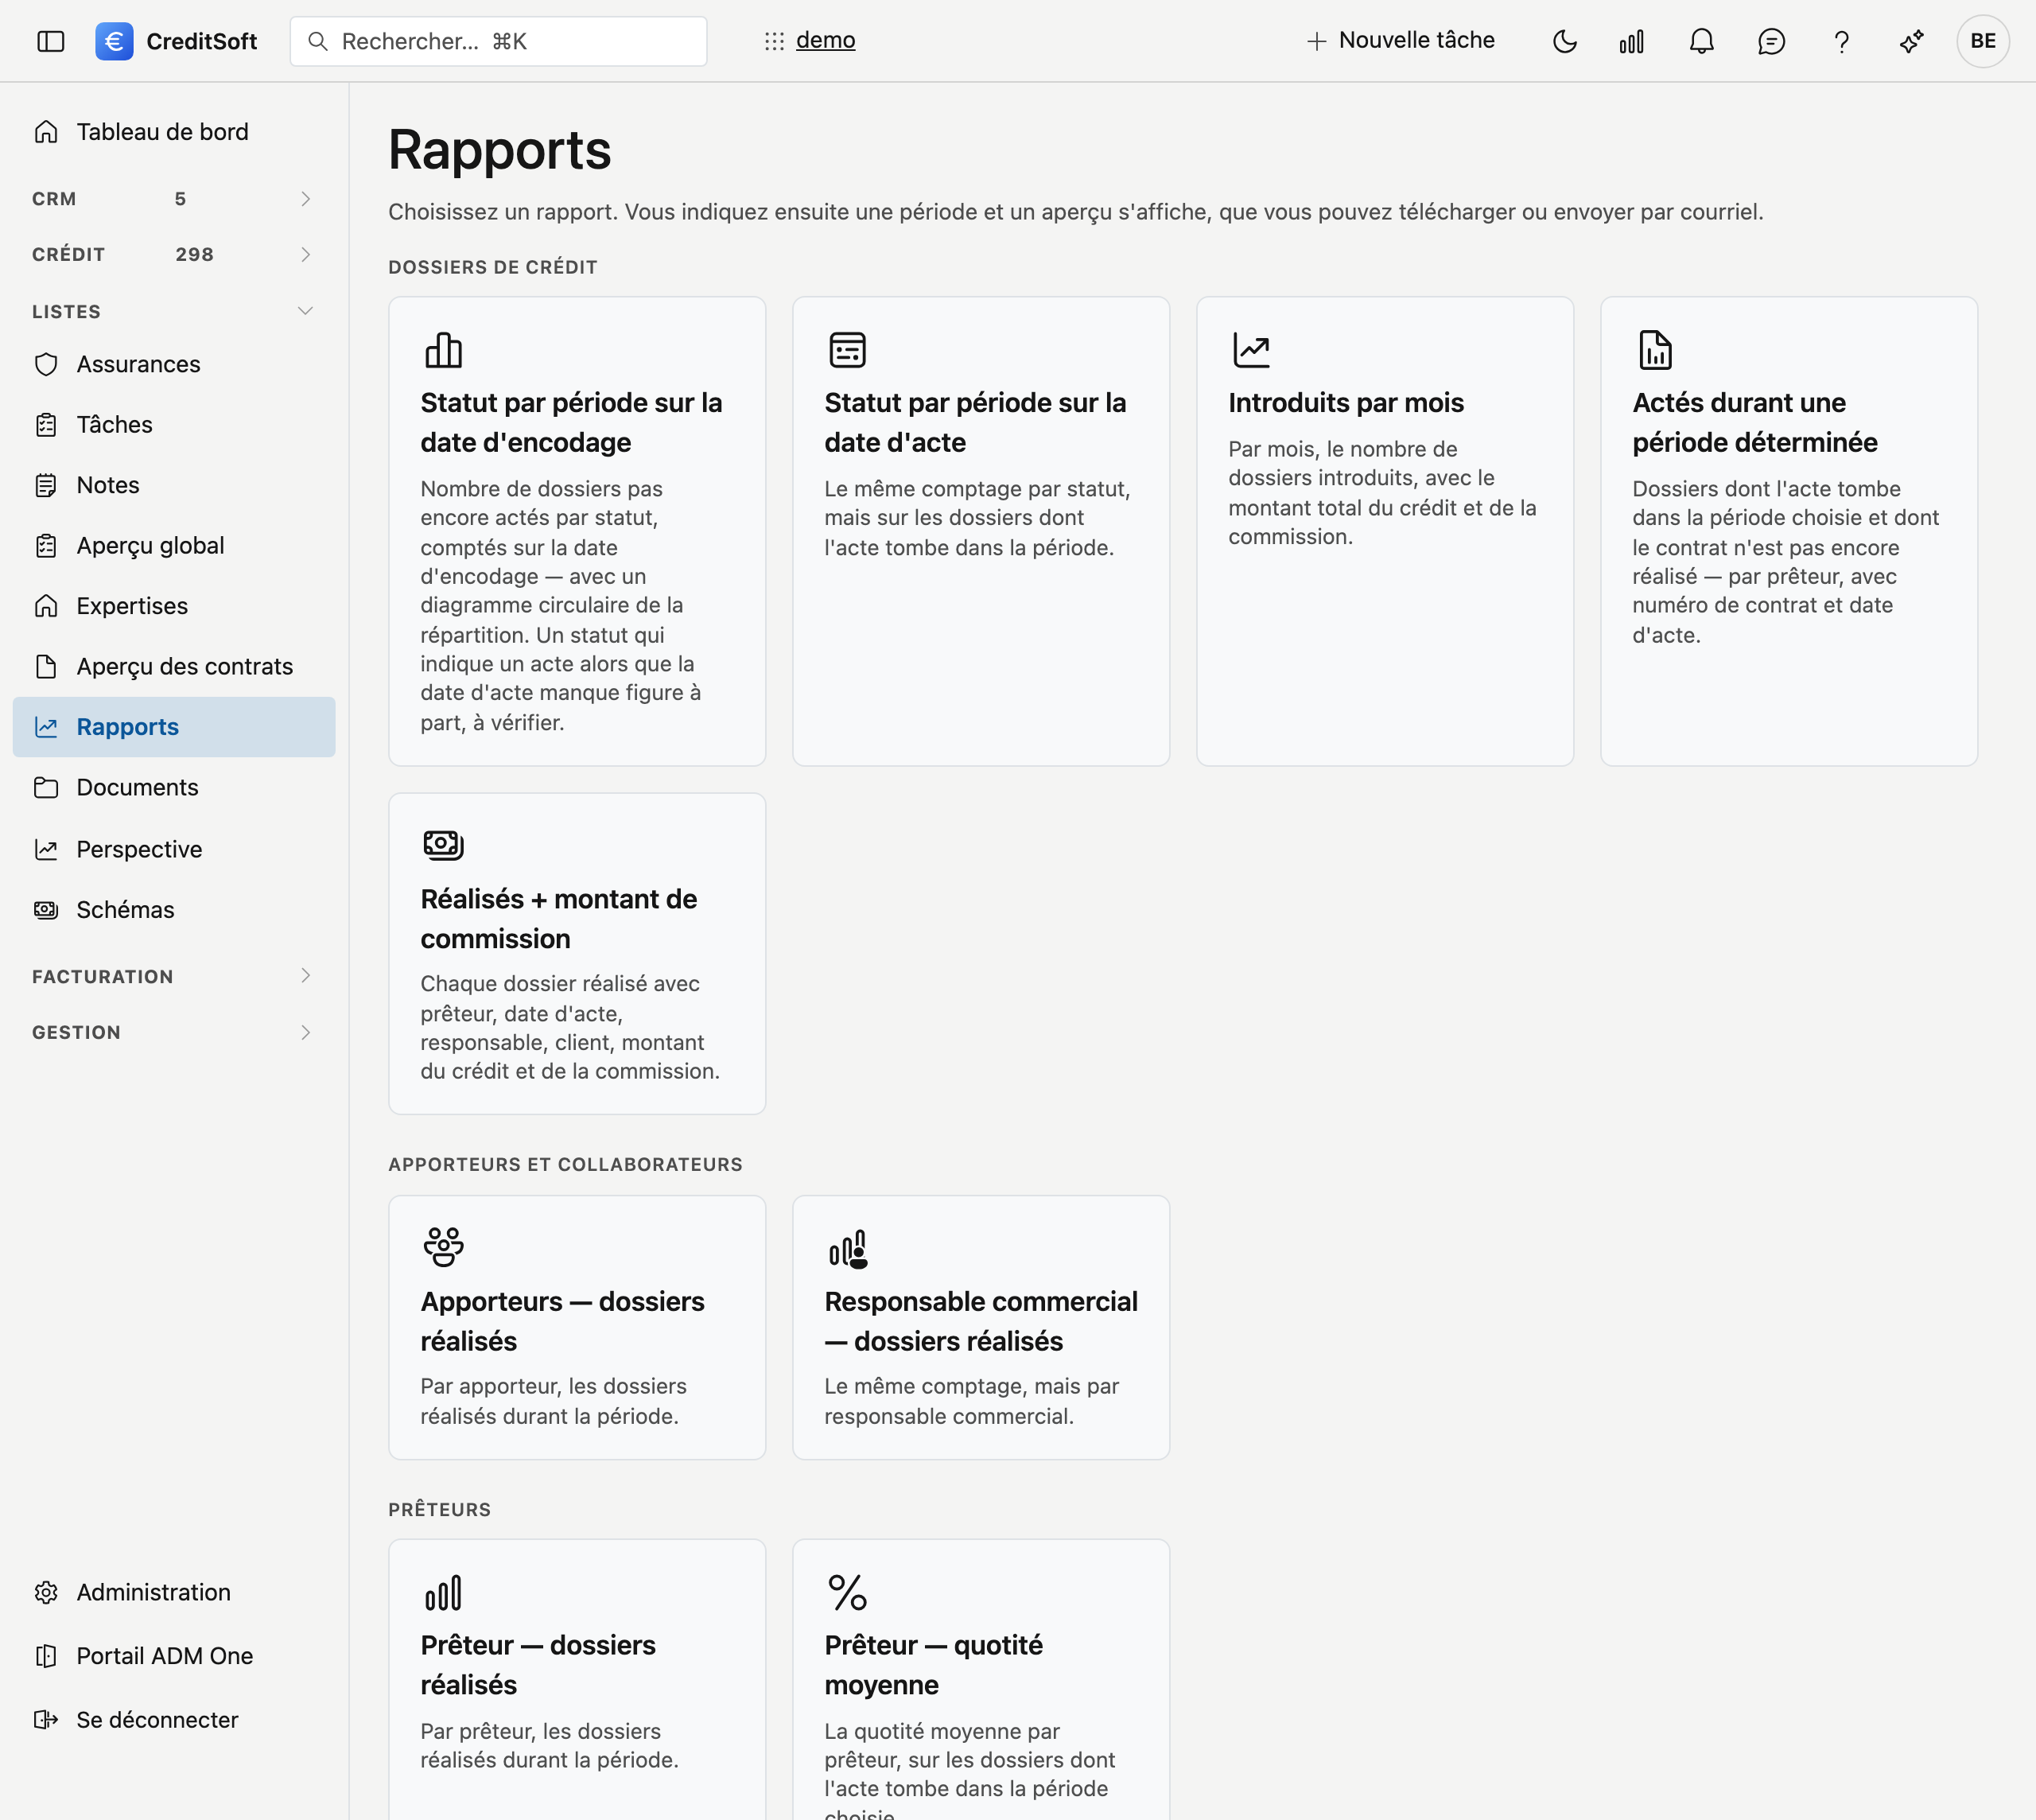 CreditSoft
Rechercher... ⌘K
demo
Nouvelle tâche
BE
Tableau de bord
CRM 5
CRÉDIT 298
LISTES
Assurances
Tâches
Notes
Aperçu global
Expertises
Aperçu des contrats
Rapports
Documents
Perspective
Schémas
FACTURATION
GESTION
Administration
Portail ADM One
Se déconnecter
Rapports
Choisissez un rapport. Vous indiquez ensuite une période et un aperçu s'affiche, que vous pouvez télécharger ou envoyer par courriel.
DOSSIERS DE CRÉDIT
Statut par période sur la
date d'encodage
Nombre de dossiers pas
encore actés par statut,
comptés sur la date
d'encodage — avec un
diagramme circulaire de la
répartition. Un statut qui
indique un acte alors que la
date d'acte manque figure à
part, à vérifier.
Statut par période sur la
date d'acte
Le même comptage par statut,
mais sur les dossiers dont
l'acte tombe dans la période.
Introduits par mois
Par mois, le nombre de
dossiers introduits, avec le
montant total du crédit et de la
commission.
Actés durant une
période déterminée
Dossiers dont l'acte tombe
dans la période choisie et dont
le contrat n'est pas encore
réalisé — par prêteur, avec
numéro de contrat et date
d'acte.
Réalisés + montant de
commission
Chaque dossier réalisé avec
prêteur, date d'acte,
responsable, client, montant
du crédit et de la commission.
APPORTEURS ET COLLABORATEURS
Apporteurs — dossiers
réalisés
Par apporteur, les dossiers
réalisés durant la période.
Responsable commercial
— dossiers réalisés
Le même comptage, mais par
responsable commercial.
PRÊTEURS
Prêteur — dossiers
réalisés
Par prêteur, les dossiers
réalisés durant la période.
Prêteur — quotité
moyenne
La quotité moyenne par
prêteur, sur les dossiers dont
l'acte tombe dans la période
choisie